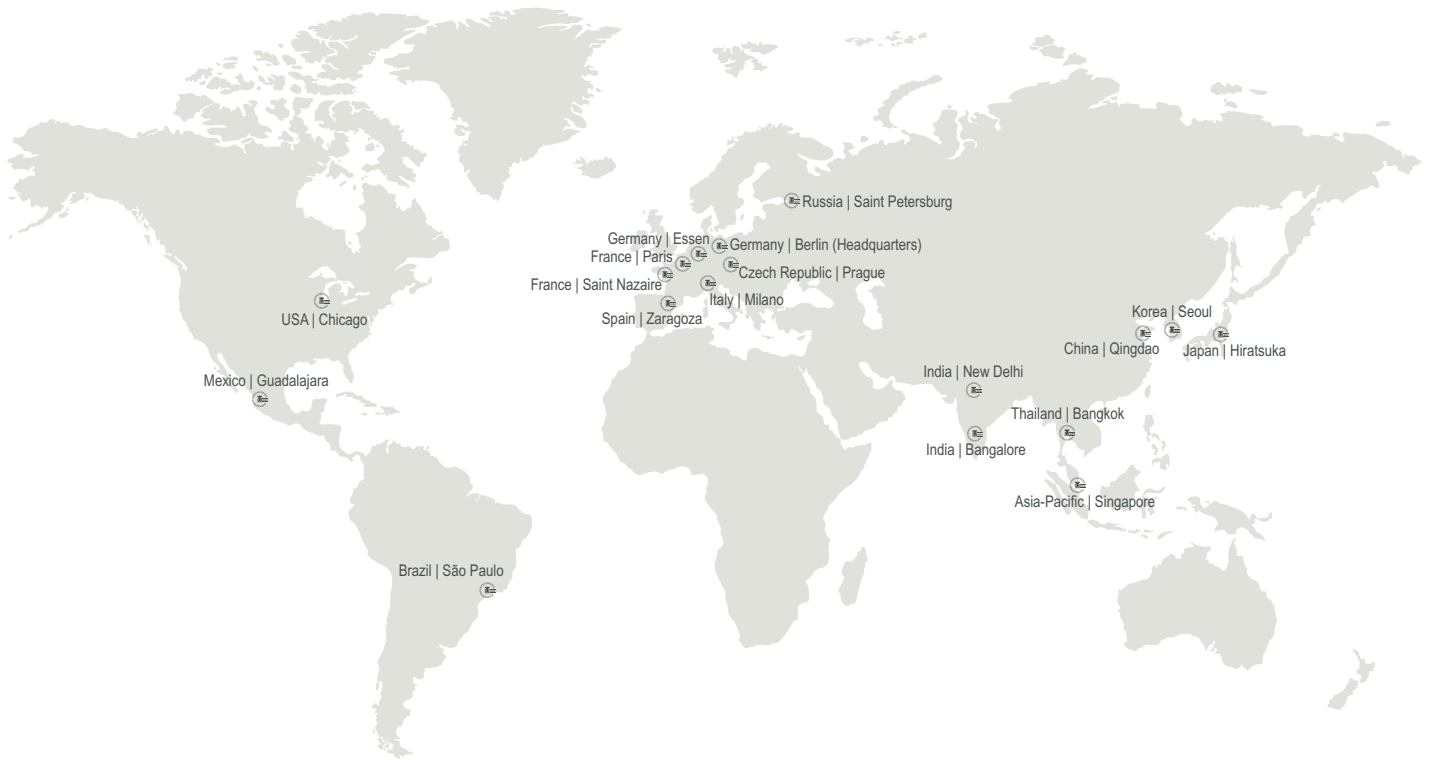 Russia | Saint Petersburg
Germany | Essen
Germany | Berlin (Headquarters)
France | Paris
Czech Republic | Prague
France | Saint Nazaire
Italy | Milano
Spain | Zaragoza
USA | Chicago
Korea | Seoul
China | Qingdao
Japan | Hiratsuka
Mexico | Guadalajara
India | New Delhi
Thailand | Bangkok
India | Bangalore
Asia-Pacific | Singapore
Brazil | São Paulo